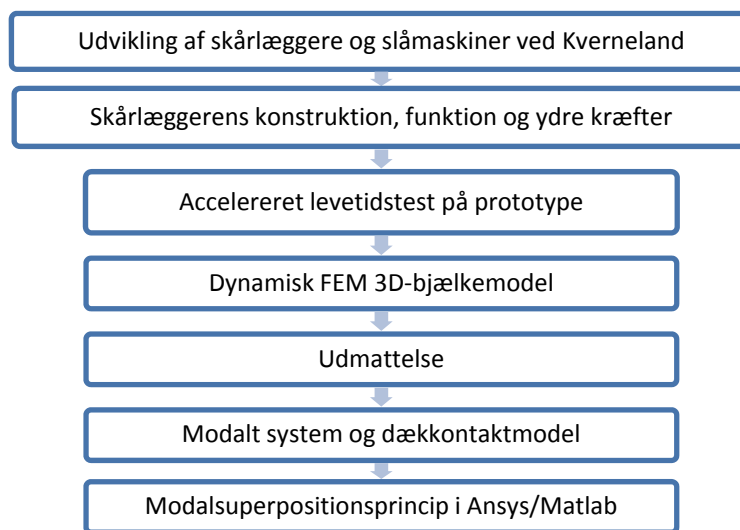 Udvikling af skårlæggere og slåmaskiner ved Kverneland
Skårlæggerens konstruktion, funktion og ydre kræfter
Accelereret levetidstest på prototype
Dynamisk FEM 3D-bjælkemodel
Udmattelse
Modalt system og dækkontaktmodel
Modalsuperpositionsprincip i Ansys/Matlab